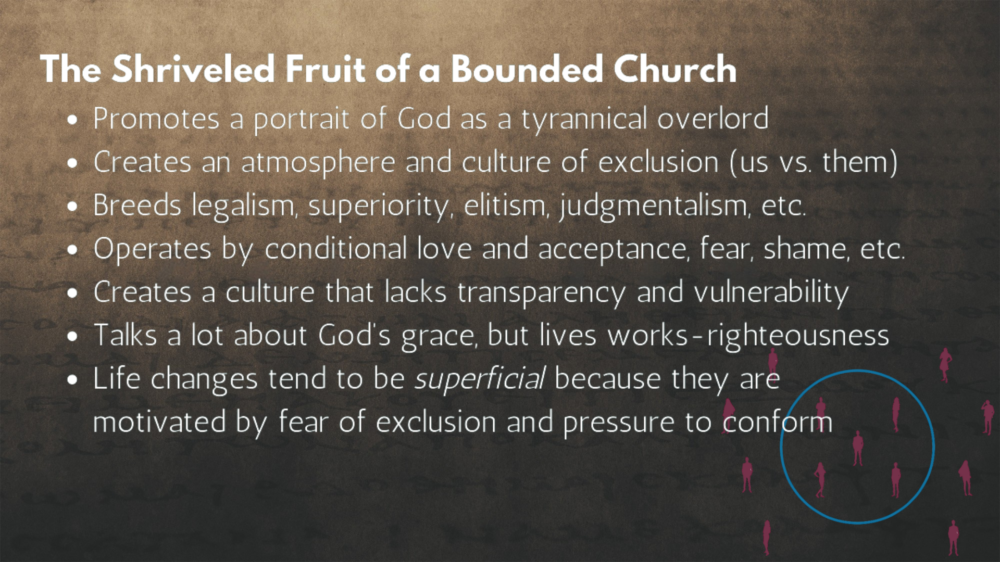 The Shriveled Fruit of a Bounded Church
• Promotes a portrait of God as a tyrannical overlord
• Creates an atmosphere and culture of exclusion (us vs. them)
• Breeds legalism, superiority, elitism, judgmentalism, etc.
• Operates by conditional love and acceptance, fear, shame, etc.
• Creates a culture that lacks transparency and vulnerability
• Talks a lot about God's grace, but lives works-righteousness
• Life changes tend to be superficial because they are
motivated by fear of exclusion and pressure to conform